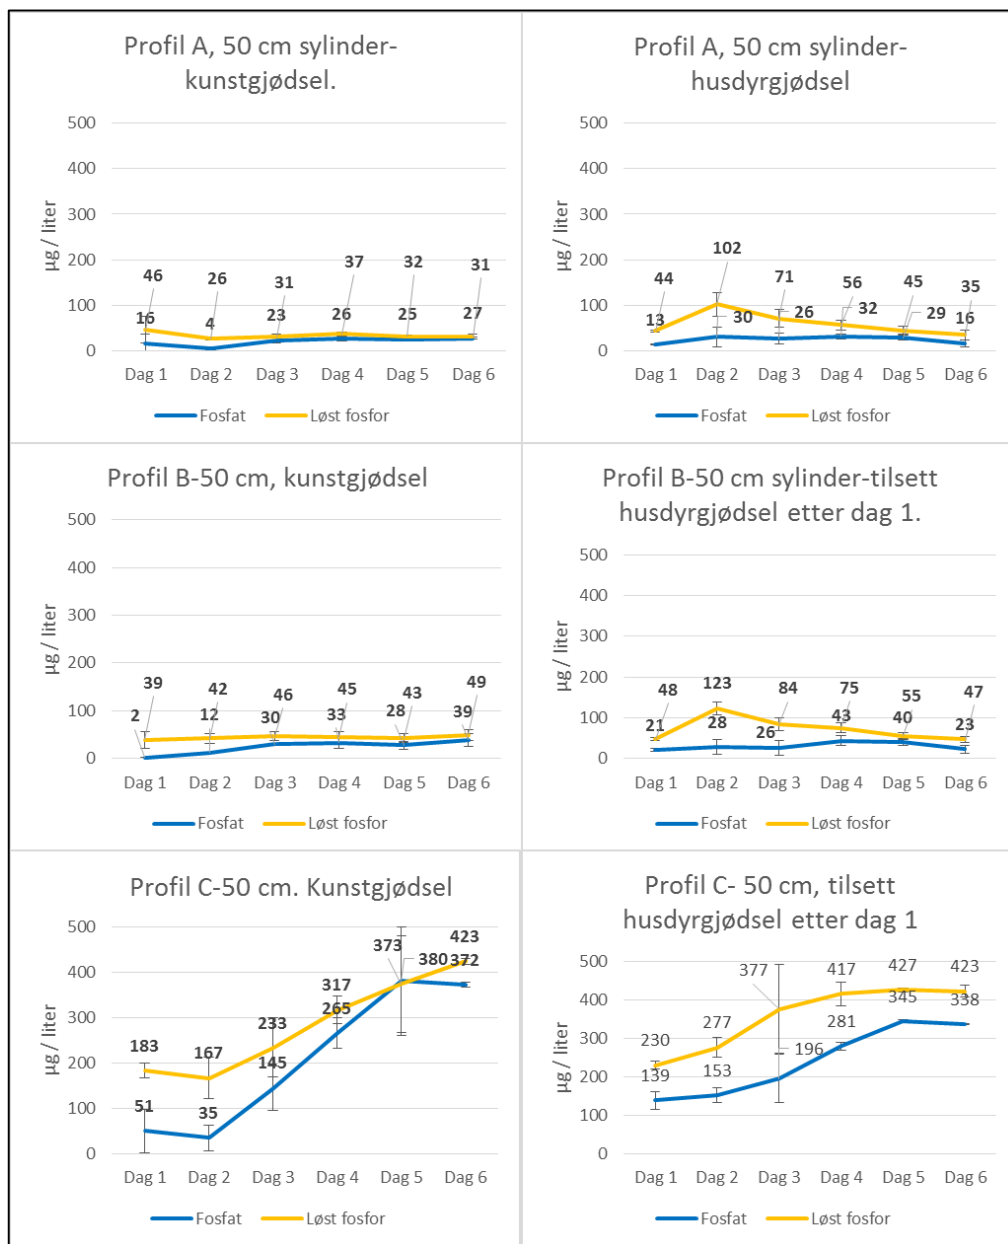 Profil A, 50 cm sylinder-
kunstgjødsel.
500
400
300
200
100
0
µg / liter
46 26 31 37 32 31
16 4 23 26 25 27
Dag 1 Dag 2 Dag 3 Dag 4 Dag 5 Dag 6
Fosfat Løst fosfor
Profil A, 50 cm sylinder-
husdyrgjødsel
500
400
300
200
100
0
µg / liter
44 102 71 56 45 35
13 30 26 32 29 16
Dag 1 Dag 2 Dag 3 Dag 4 Dag 5 Dag 6
Fosfat Løst fosfor
Profil B-50 cm, kunstgjødsel
500
400
300
200
100
0
µg / liter
39 42 46 45 43 49
2 12 30 33 28 39
Dag 1 Dag 2 Dag 3 Dag 4 Dag 5 Dag 6
Fosfat Løst fosfor
Profil B-50 cm sylinder-tilsett
husdyrgjødsel etter dag 1.
500
400
300
200
100
0
µg / liter
48 123 84 75 55 47
21 28 26 43 40 23
Dag 1 Dag 2 Dag 3 Dag 4 Dag 5 Dag 6
Fosfat Løst fosfor
Profil C-50 cm. Kunstgjødsel
500
400
300
200
100
0
µg / liter
183 167 233 317 373 423
51 35 145 265 380 372
Dag 1 Dag 2 Dag 3 Dag 4 Dag 5 Dag 6
Fosfat Løst fosfor
Profil C- 50 cm, tilsett
husdyrgjødsel etter dag 1
500
400
300
200
100
0
µg / liter
230 277 377 417 427 423
139 153 196 281 345 338
Dag 1 Dag 2 Dag 3 Dag 4 Dag 5 Dag 6
Fosfat Løst fosfor